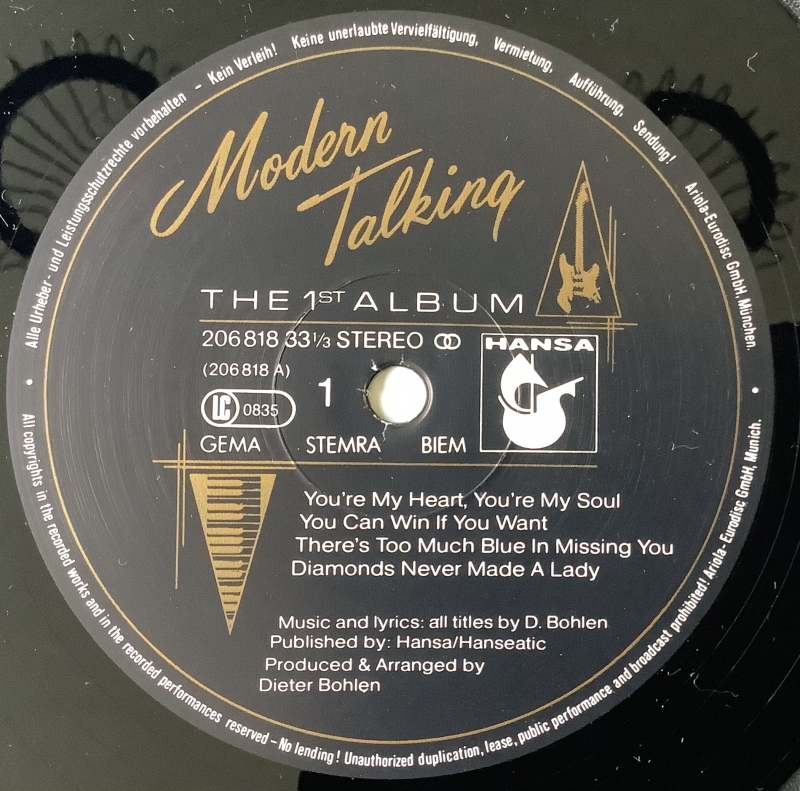 Alle Urheber- und Leistungsschutzrechte vorbehalten - Kein Verleih! Keine unerlaubte Vervielfältigung, Vermietung, Aufführung, Sendung! Ariola-Eurodisc GmbH, München.
Modern
Talking
THE 1ST ALBUM
206 818 33 1/3 STEREO
HANSA
(206 818 A)
1
LC 0835
GEMA STEMRA BIEM
You're My Heart, You're My Soul
You Can Win If You Want
There's Too Much Blue In Missing You
Diamonds Never Made A Lady
Music and lyrics: all titles by D. Bohlen
Published by: Hansa/Hanseatic
Produced & Arranged by
Dieter Bohlen
All copyrights in the recorded works and in the recorded performances reserved - No lending! Unauthorized duplication, lease, public performance and broadcast prohibited! Ariola-Eurodisc GmbH, Munich.